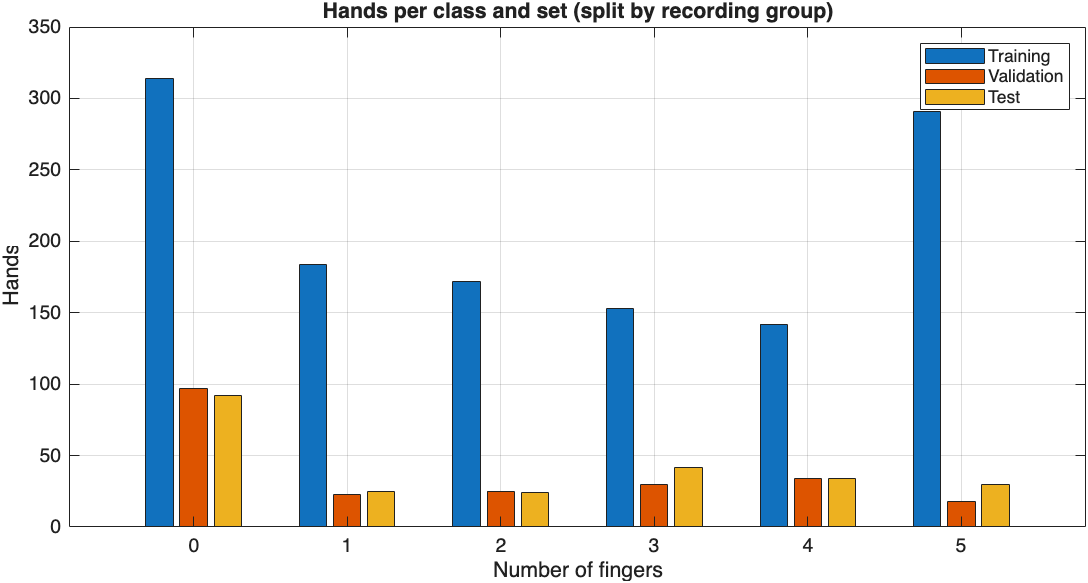 Hands per class and set (split by recording group)
350
300
250
200
150
100
50
0
Hands
Training
Validation
Test
0 1 2 3 4 5
Number of fingers